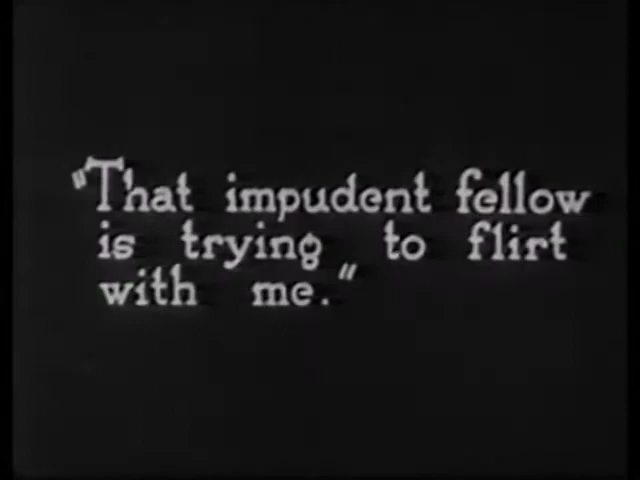 "That impudent fellow
is trying to flirt
with me."